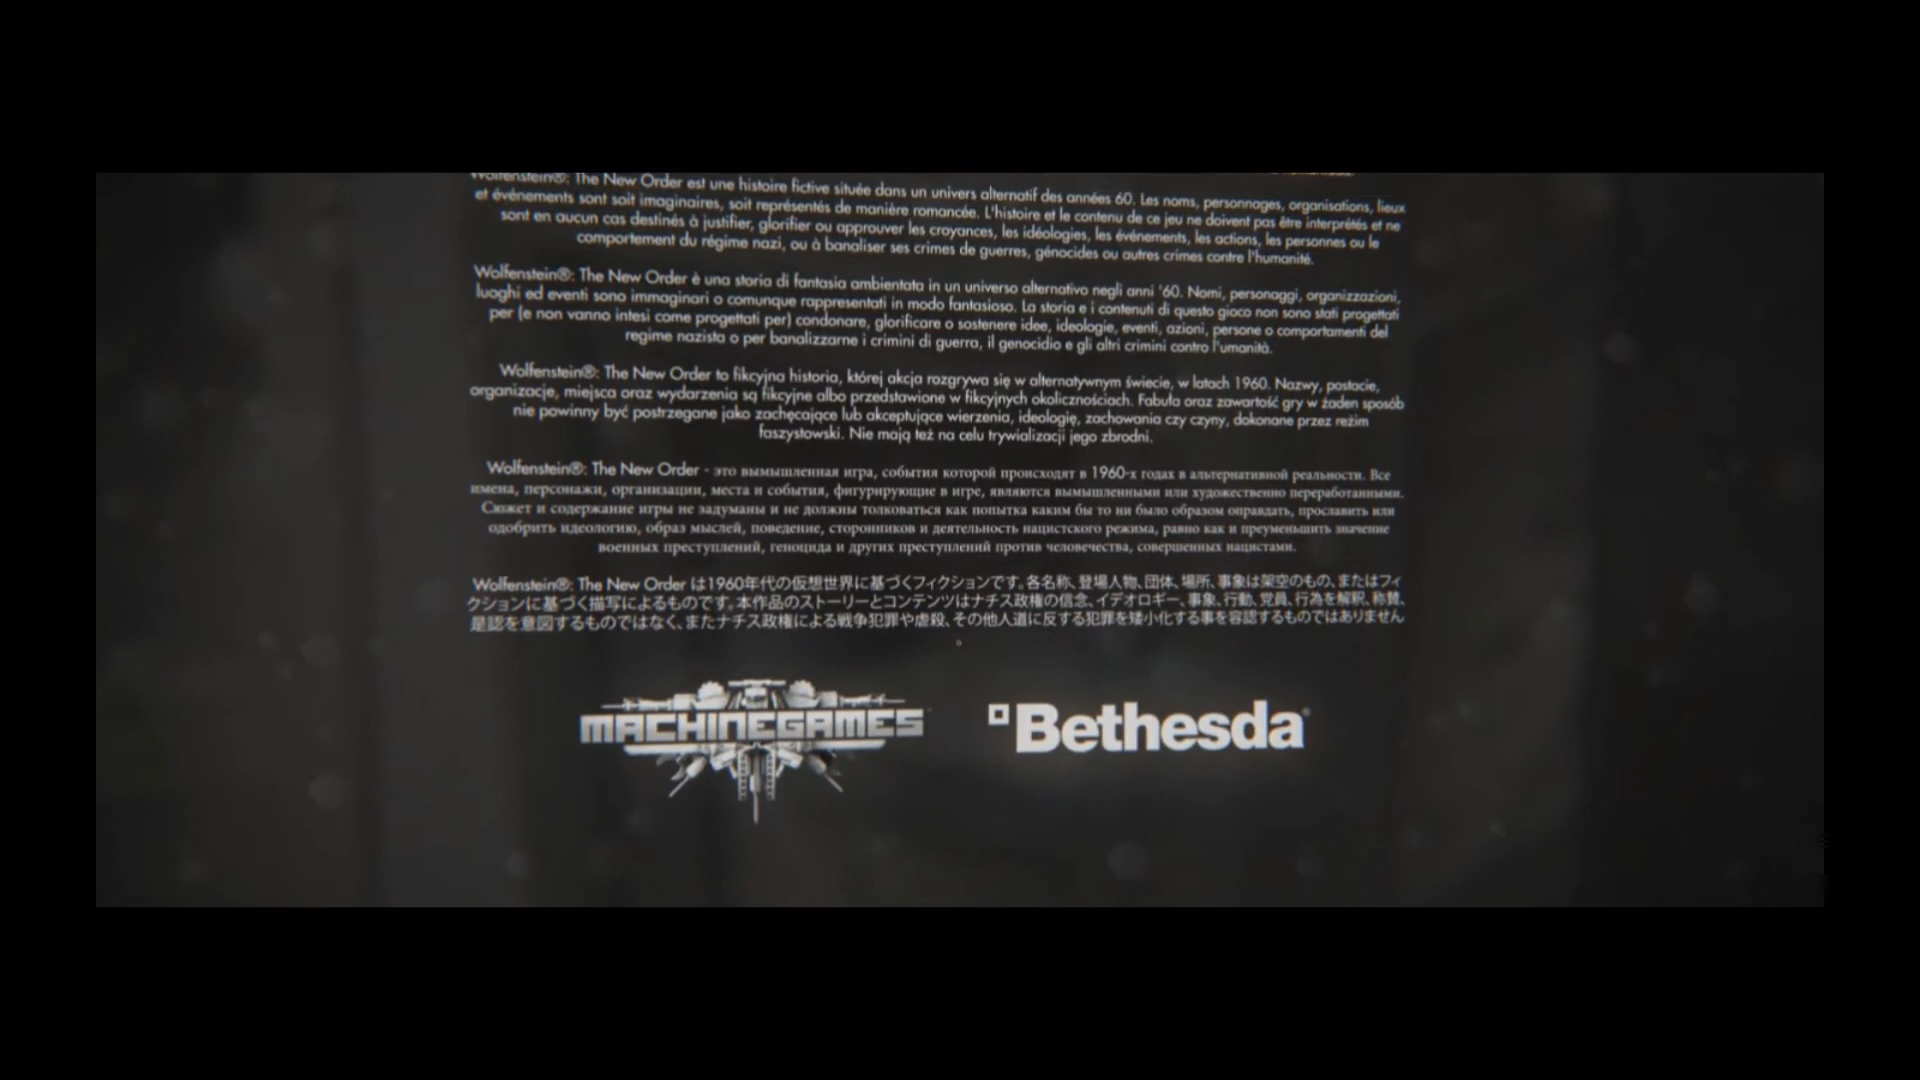 Wolfenstein®: The New Order est une histoire fictive située dans un univers alternatif des années 60. Les noms, personnages, organisations, lieux
et événements sont soit imaginaires, soit représentés de manière romancée. L'histoire et le contenu de ce jeu ne doivent pas être interprétés et ne
sont en aucun cas destinés à justifier, glorifier ou approuver les croyances, les idéologies, les événements, les actions, les personnes ou le
comportement du régime nazi, ou à banaliser ses crimes de guerres, génocides ou autres crimes contre l'humanité.
Wolfenstein®: The New Order è una storia di fantasia ambientata in un universo alternativo negli anni '60. Nomi, personaggi, organizzazioni,
luoghi ed eventi sono immaginari o comunque rappresentati in modo fantasioso. La storia e i contenuti di questo gioco non sono stati progettati
per (e non vanno intesi come progettati per) condonare, glorificare o sostenere idee, ideologie, eventi, azioni, persone o comportamenti del
regime nazista o per banalizzarne i crimini di guerra, il genocidio e gli altri crimini contro l'umanità.
Wolfenstein®: The New Order to fikcyjna historia, której akcja rozgrywa się w alternatywnym świecie, w latach 1960. Nazwy, postacie,
organizacje, miejsca oraz wydarzenia są fikcyjne albo przedstawione w fikcyjnych okolicznościach. Fabuła oraz zawartość gry w żaden sposób
nie powinny być postrzegane jako zachęcające lub akceptujące wierzenia, ideologię, zachowania czy czyny, dokonane przez reżim
faszystowski. Nie mają też na celu trywializacji jego zbrodni.
Wolfenstein®: The New Order - это вымышленная игра, события которой происходят в 1960-х годах в альтернативной реальности. Все
имена, персонажи, организации, места и события, фигурирующие в игре, являются вымышленными или художественно переработанными.
Сюжет и содержание игры не задуманы и не должны толковаться как попытка каким бы то ни было образом оправдать, прославить или
одобрить идеологию, образ мыслей, поведение, сторонников и деятельность нацистского режима, равно как и преуменьшить значение
военных преступлений, геноцида и других преступлений против человечества, совершенных нацистами.
Wolfenstein®: The New Order は1960年代の仮想世界に基づくフィクションです。各名称、登場人物、団体、場所、事象は架空のもの、またはフィ
クションに基づく描写によるものです。本作品のストーリーとコンテンツはナチス政権の信念、イデオロギー、事象、行動、党員、行為を解釈、称賛、
是認を意図するものではなく、またナチス政権による戦争犯罪や虐殺、その他人道に反する犯罪を矮小化する事を容認するものではありません
。
MACHINEGAMES
Bethesda